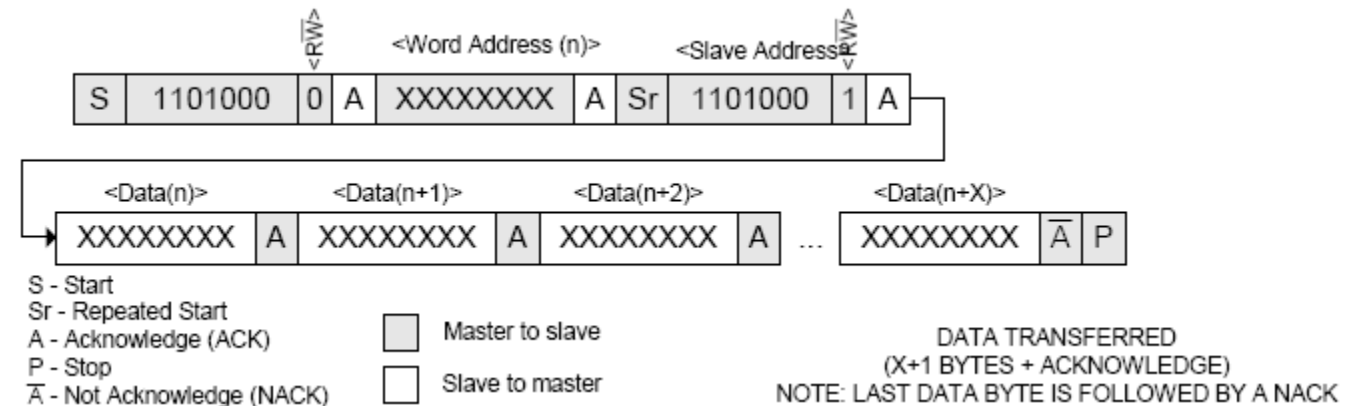 <RW> <Word Address (n)> <Slave Address> <RW>
S 1101000 0 A XXXXXXXX A Sr 1101000 1 A
<Data(n)> <Data(n+1)> <Data(n+2)> <Data(n+X)>
XXXXXXXX A XXXXXXXX A XXXXXXXX A ... XXXXXXXX A̅ P
S - Start
Sr - Repeated Start
A - Acknowledge (ACK)
P - Stop
A̅ - Not Acknowledge (NACK)
Master to slave
Slave to master
DATA TRANSFERRED
(X+1 BYTES + ACKNOWLEDGE)
NOTE: LAST DATA BYTE IS FOLLOWED BY A NACK